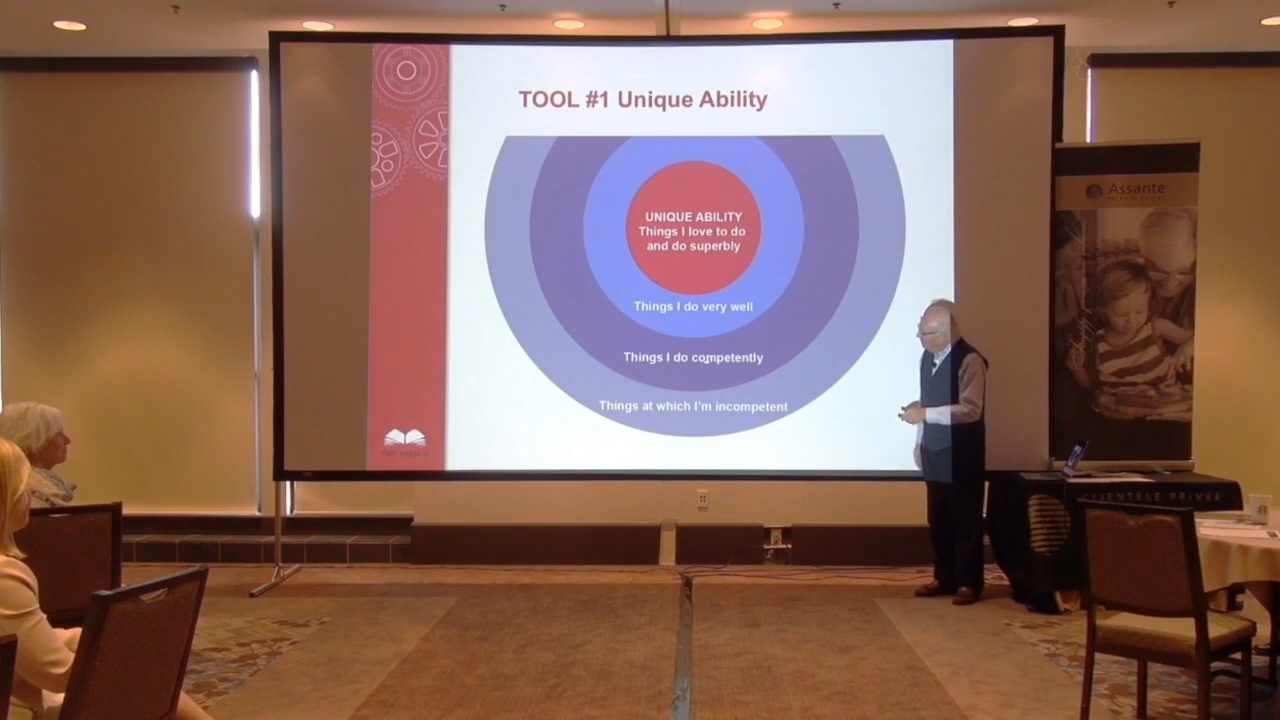 TOOL #1 Unique Ability
UNIQUE ABILITY
Things I love to do
and do superbly
Things I do very well
Things I do competently
Things at which I'm incompetent
Assante
CLIENTÈLE PRIVÉE